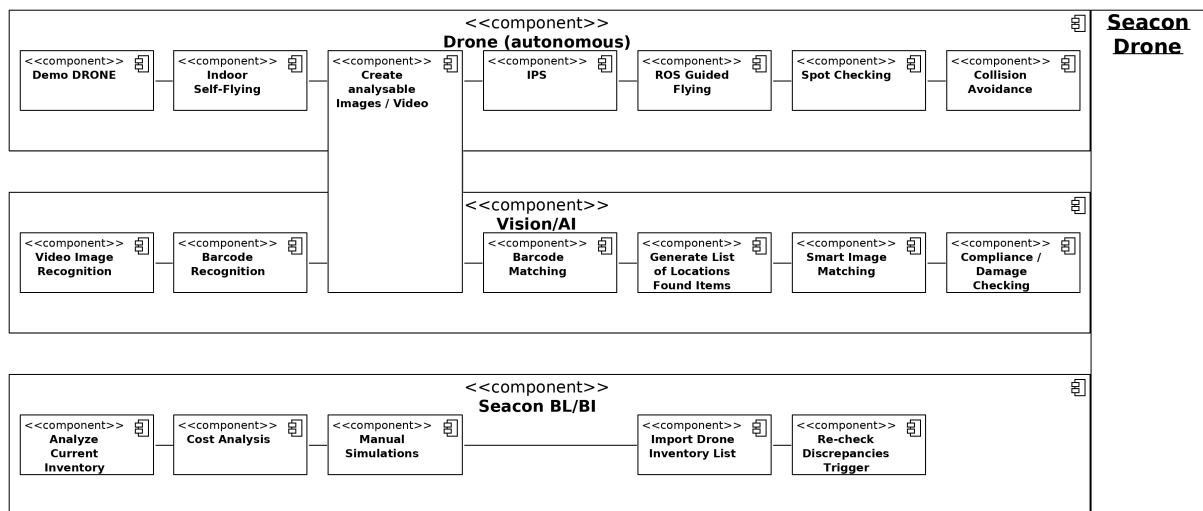 <<component>>
Drone (autonomous)
Seacon
Drone
<<component>>
Demo DRONE
<<component>>
Indoor
Self-Flying
<<component>>
Create
analysable
Images / Video
<<component>>
IPS
<<component>>
ROS Guided
Flying
<<component>>
Spot Checking
<<component>>
Collision
Avoidance
<<component>>
Vision/AI
<<component>>
Video Image
Recognition
<<component>>
Barcode
Recognition
<<component>>
Barcode
Matching
<<component>>
Generate List
of Locations
Found Items
<<component>>
Smart Image
Matching
<<component>>
Compliance /
Damage
Checking
<<component>>
Seacon BL/BI
<<component>>
Analyze
Current
Inventory
<<component>>
Cost Analysis
<<component>>
Manual
Simulations
<<component>>
Import Drone
Inventory List
<<component>>
Re-check
Discrepancies
Trigger